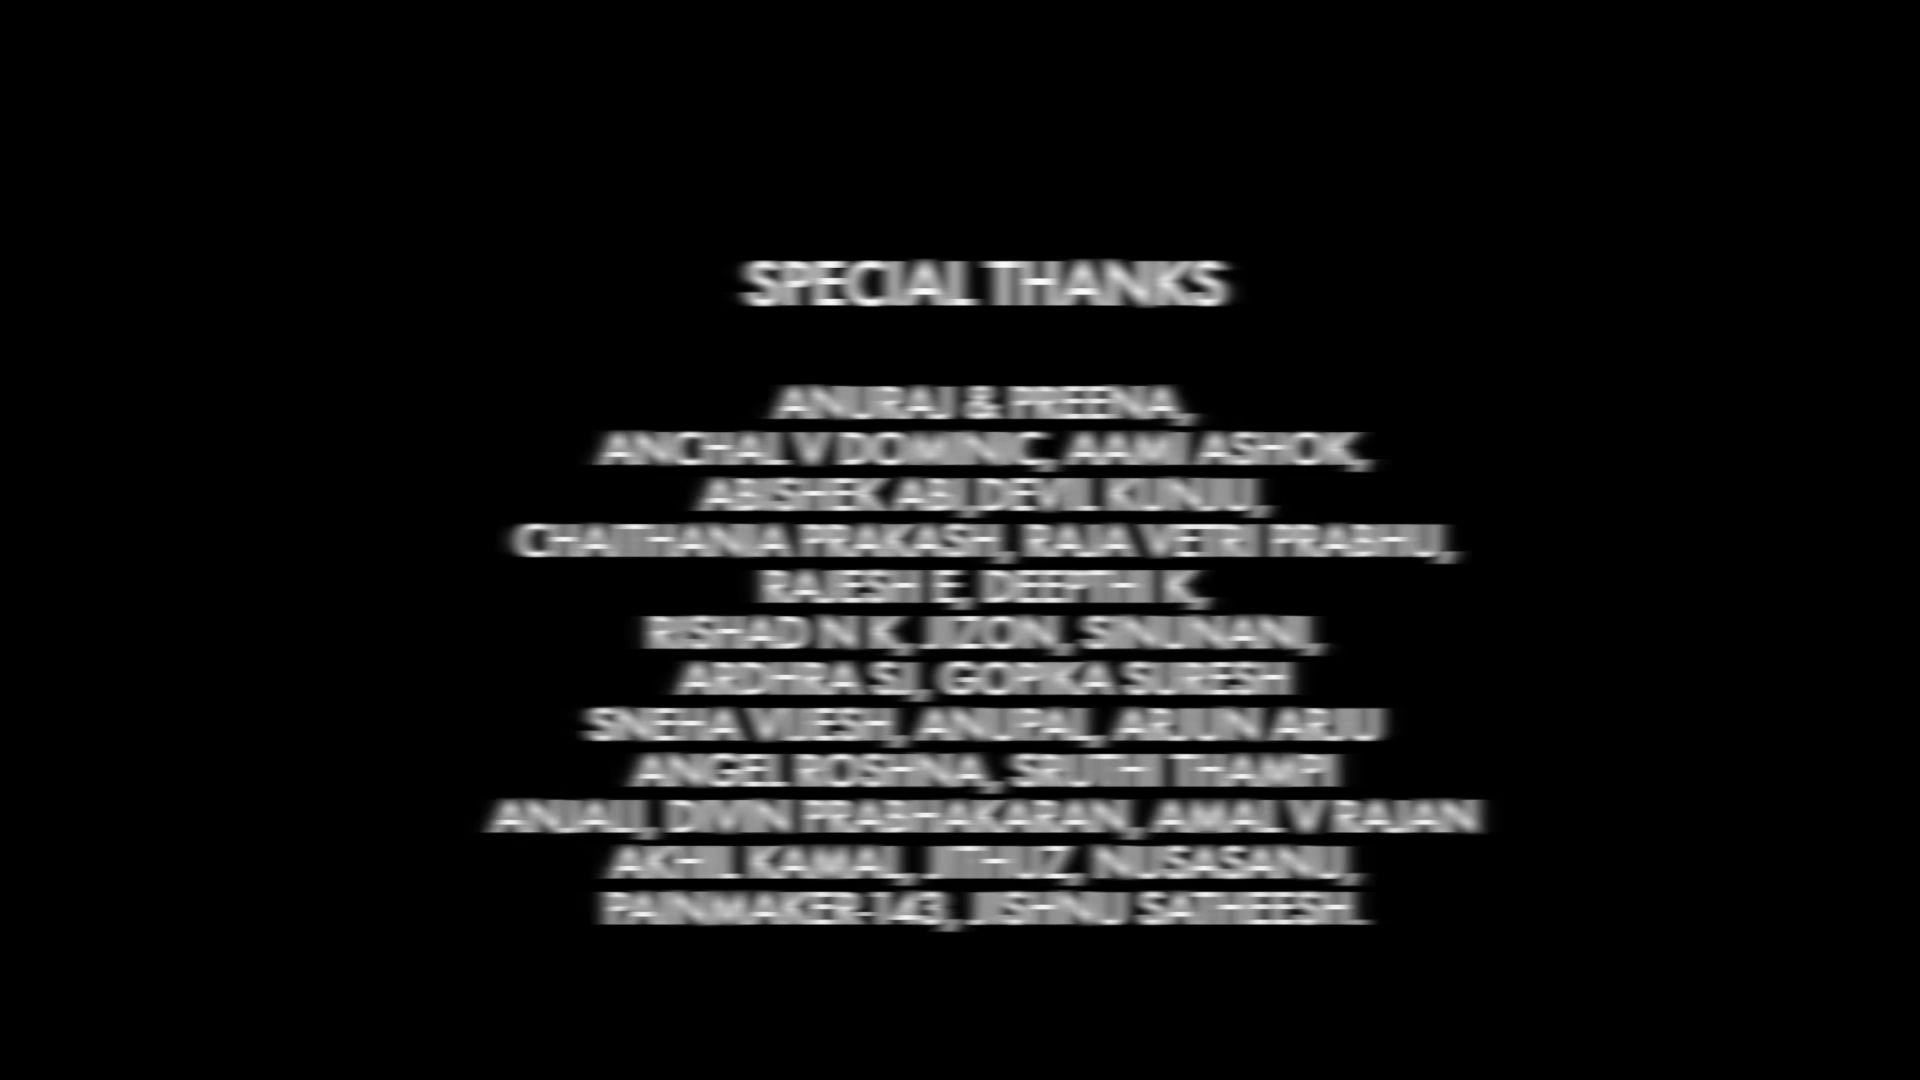 SPECIAL THANKS
ANURAJ & PREENA,
ANCHAL V DOMINIC, AAMI ASHOK,
ABISHEK ABI,DEVIL KUNJU,
CHAITHANIA PRAKASH, RAJA VETRI PRABHU,
RAJESH E, DEEPTHI K,
RISHAD N K, JIZON, SINUNANU,
ARDHRA SJ, GOPIKA SURESH
SNEHA VIJESH, ANUPAL, ARJUN ARJU
ANGEL ROSHNA, SRUTHI THAMPI
ANJALI, DIVIN PRABHAKARAN, AMAL V RAJAN
AKHIL KAMAL, JITHUZ, NUSASANU,
PAINMAKER-143, JISHNU SATHEESH.